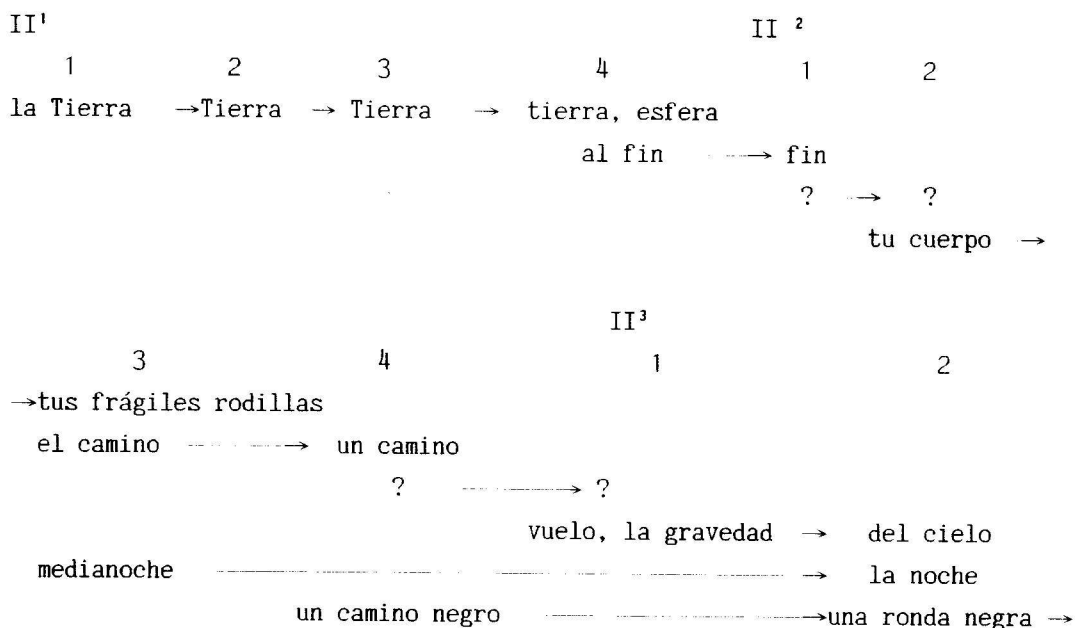 II¹ II ²
1 2 3 4 1 2
la Tierra →Tierra → Tierra → tierra, esfera
al fin → fin
? → ?
tu cuerpo →
II³
3 4 1 2
→tus frágiles rodillas
el camino → un camino
? → ?
vuelo, la gravedad → del cielo
medianoche → la noche
un camino negro →una ronda negra →